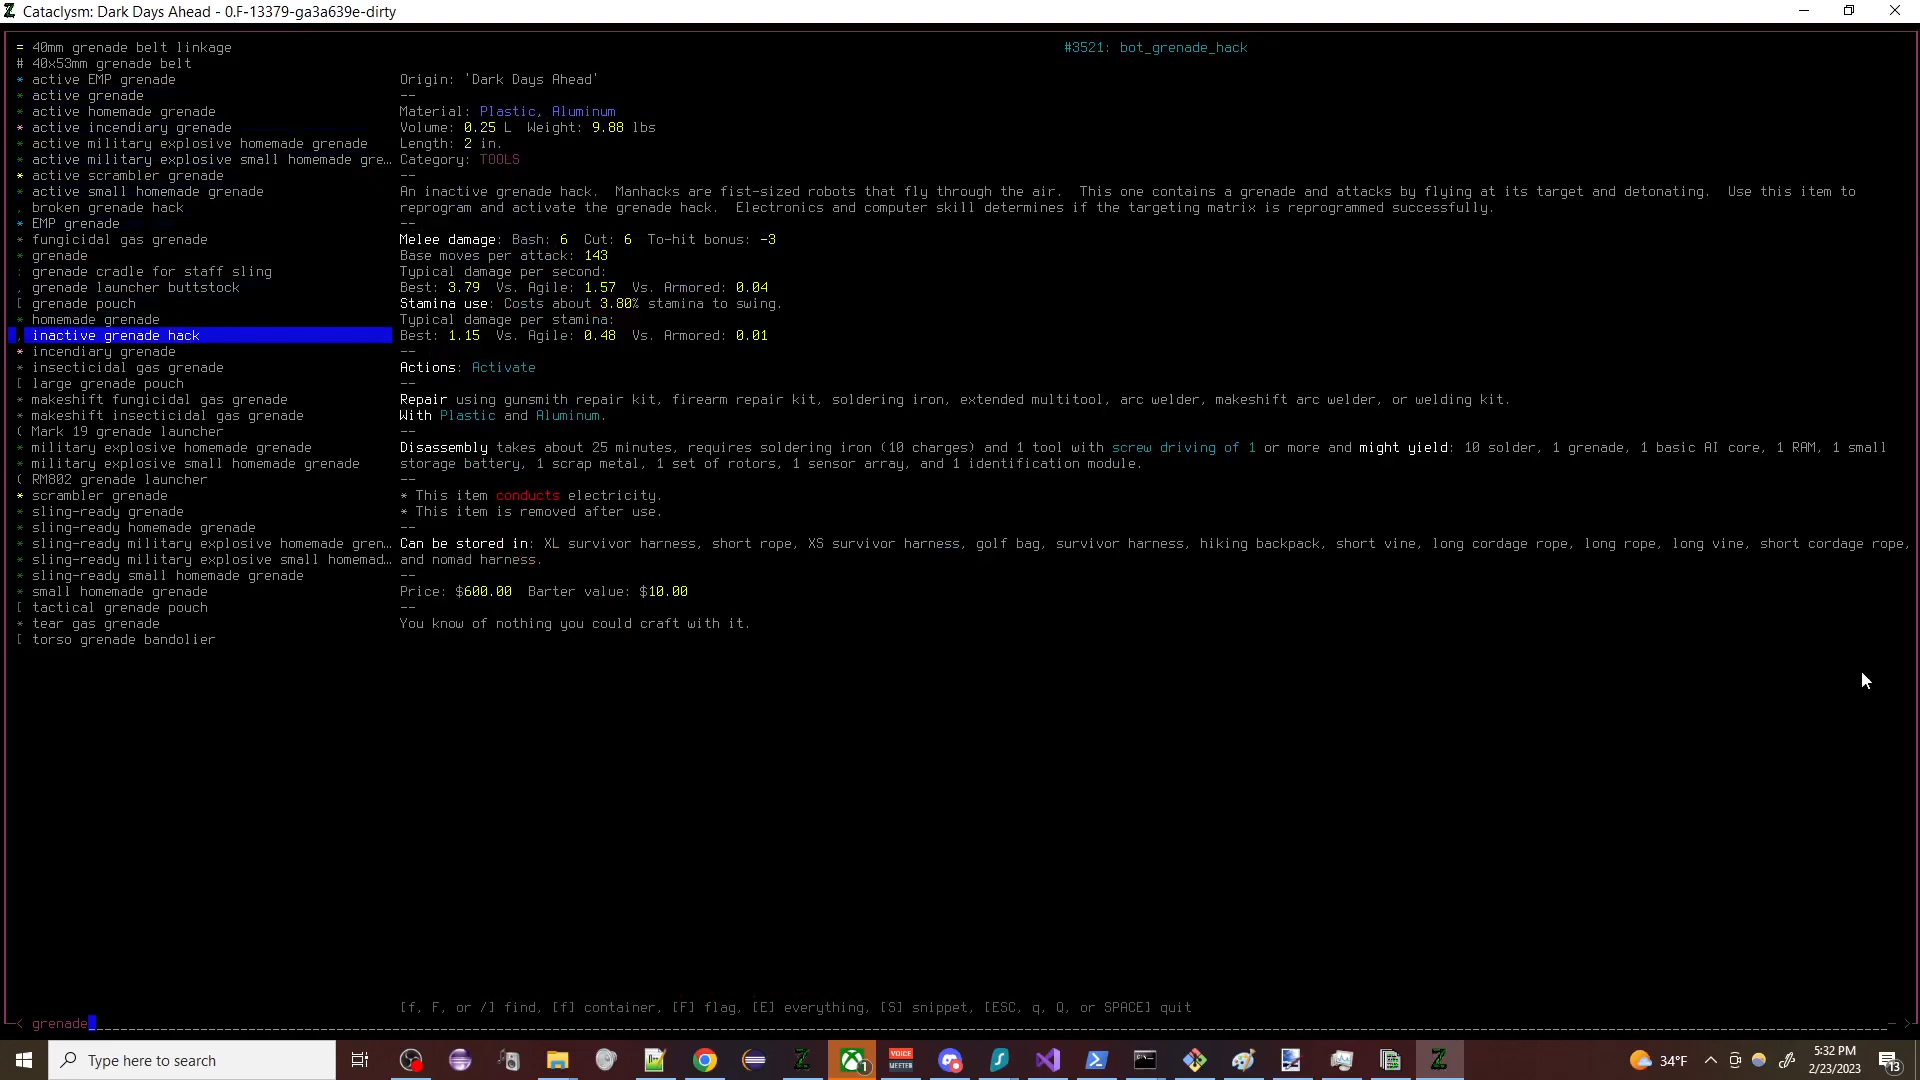 Cataclysm: Dark Days Ahead - 0.F-13379-ga3a639e-dirty
#3521: bot_grenade_hack
= 40mm grenade belt linkage
# 40x53mm grenade belt
* active EMP grenade
* active grenade
* active homemade grenade
* active incendiary grenade
* active military explosive homemade grenade
* active military explosive small homemade gre…
* active scrambler grenade
* active small homemade grenade
, broken grenade hack
* EMP grenade
* fungicidal gas grenade
* grenade
: grenade cradle for staff sling
, grenade launcher buttstock
[ grenade pouch
* homemade grenade
, inactive grenade hack
* incendiary grenade
* insecticidal gas grenade
[ large grenade pouch
* makeshift fungicidal gas grenade
* makeshift insecticidal gas grenade
( Mark 19 grenade launcher
* military explosive homemade grenade
* military explosive small homemade grenade
( RM802 grenade launcher
* scrambler grenade
* sling-ready grenade
* sling-ready homemade grenade
* sling-ready military explosive homemade gren…
* sling-ready military explosive small homemad…
* sling-ready small homemade grenade
* small homemade grenade
[ tactical grenade pouch
* tear gas grenade
[ torso grenade bandolier
Origin: 'Dark Days Ahead'
--
Material: Plastic, Aluminum
Volume: 0.25 L  Weight: 9.88 lbs
Length: 2 in.
Category: TOOLS
--
An inactive grenade hack.  Manhacks are fist-sized robots that fly through the air.  This one contains a grenade and attacks by flying at its target and detonating.  Use this item to
reprogram and activate the grenade hack.  Electronics and computer skill determines if the targeting matrix is reprogrammed successfully.
--
Melee damage: Bash: 6  Cut: 6  To-hit bonus: -3
Base moves per attack: 143
Typical damage per second:
Best: 3.79  Vs. Agile: 1.57  Vs. Armored: 0.04
Stamina use: Costs about 3.80% stamina to swing.
Typical damage per stamina:
Best: 1.15  Vs. Agile: 0.48  Vs. Armored: 0.01
--
Actions: Activate
--
Repair using gunsmith repair kit, firearm repair kit, soldering iron, extended multitool, arc welder, makeshift arc welder, or welding kit.
With Plastic and Aluminum.
--
Disassembly takes about 25 minutes, requires soldering iron (10 charges) and 1 tool with screw driving of 1 or more and might yield: 10 solder, 1 grenade, 1 basic AI core, 1 RAM, 1 small
storage battery, 1 scrap metal, 1 set of rotors, 1 sensor array, and 1 identification module.
--
* This item conducts electricity.
* This item is removed after use.
--
Can be stored in: XL survivor harness, short rope, XS survivor harness, golf bag, survivor harness, hiking backpack, short vine, long cordage rope, long rope, long vine, short cordage rope,
and nomad harness.
--
Price: $600.00  Barter value: $10.00
--
You know of nothing you could craft with it.
[f, F, or /] find, [f] container, [F] flag, [E] everything, [S] snippet, [ESC, q, Q, or SPACE] quit
< grenade >
Type here to search
1
VOICE
MEETER
34°F
5:32 PM
2/23/2023
13